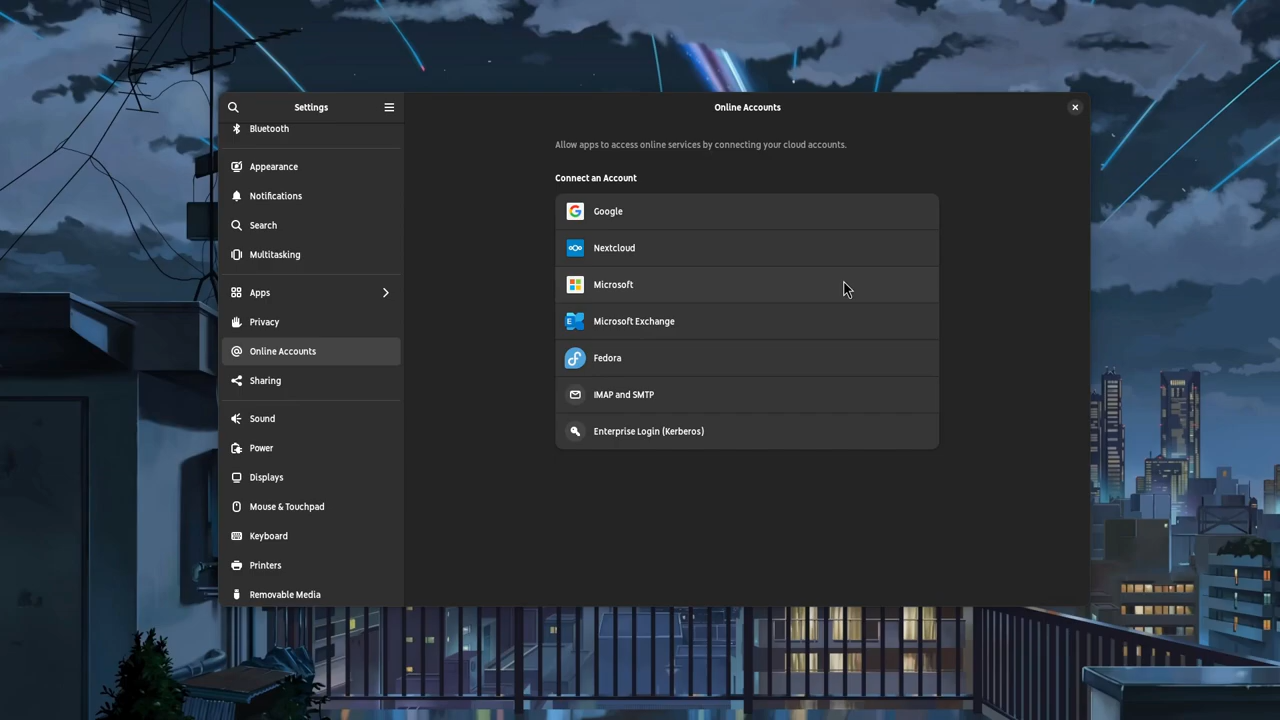 Settings
Bluetooth
Appearance
Notifications
Search
Multitasking
Apps
Privacy
Online Accounts
Sharing
Sound
Power
Displays
Mouse & Touchpad
Keyboard
Printers
Removable Media
Online Accounts
Allow apps to access online services by connecting your cloud accounts.
Connect an Account
Google
Nextcloud
Microsoft
Microsoft Exchange
Fedora
IMAP and SMTP
Enterprise Login (Kerberos)